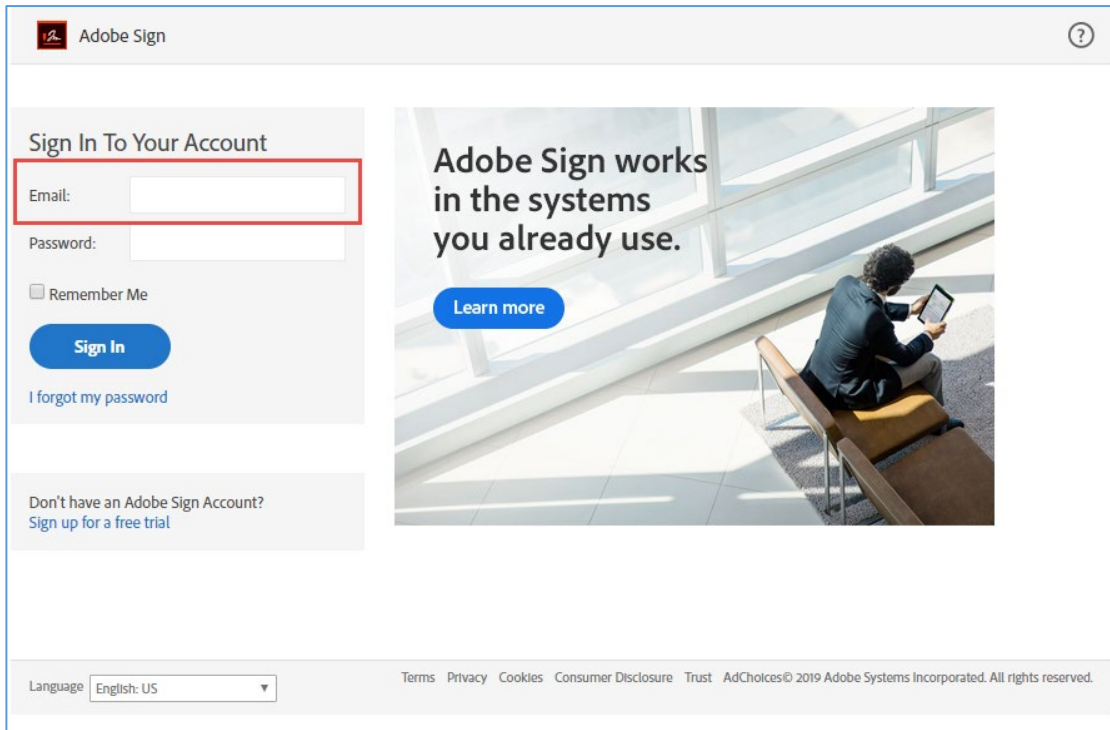 Adobe Sign
?
Sign In To Your Account
Email:
Password:
Remember Me
Sign In
I forgot my password
Don't have an Adobe Sign Account?
Sign up for a free trial
Adobe Sign works
in the systems
you already use.
Learn more
Language English: US
Terms Privacy Cookies Consumer Disclosure Trust AdChoices© 2019 Adobe Systems Incorporated. All rights reserved.